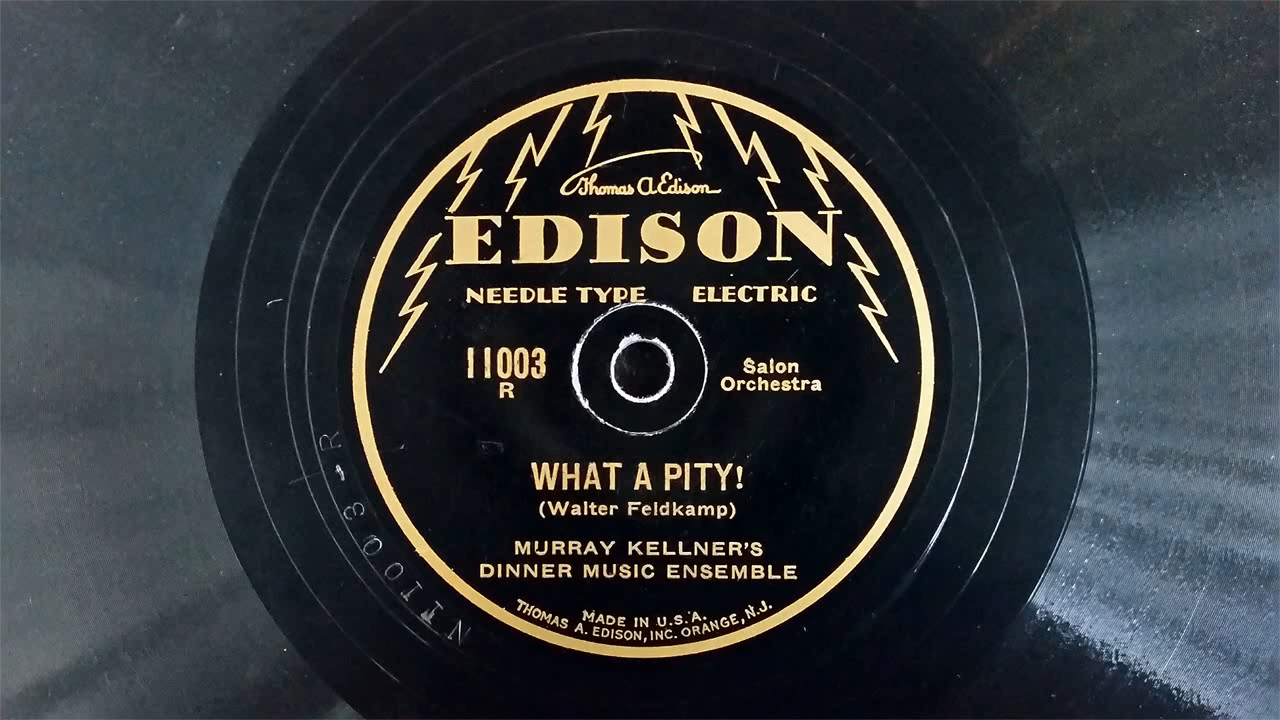 Thomas A Edison
EDISON
NEEDLE TYPE ELECTRIC
11003
R
Salon
Orchestra
WHAT A PITY!
(Walter Feldkamp)
MURRAY KELLNER'S
DINNER MUSIC ENSEMBLE
MADE IN U.S.A.
THOMAS A. EDISON, INC. ORANGE, N.J.
N11003-R